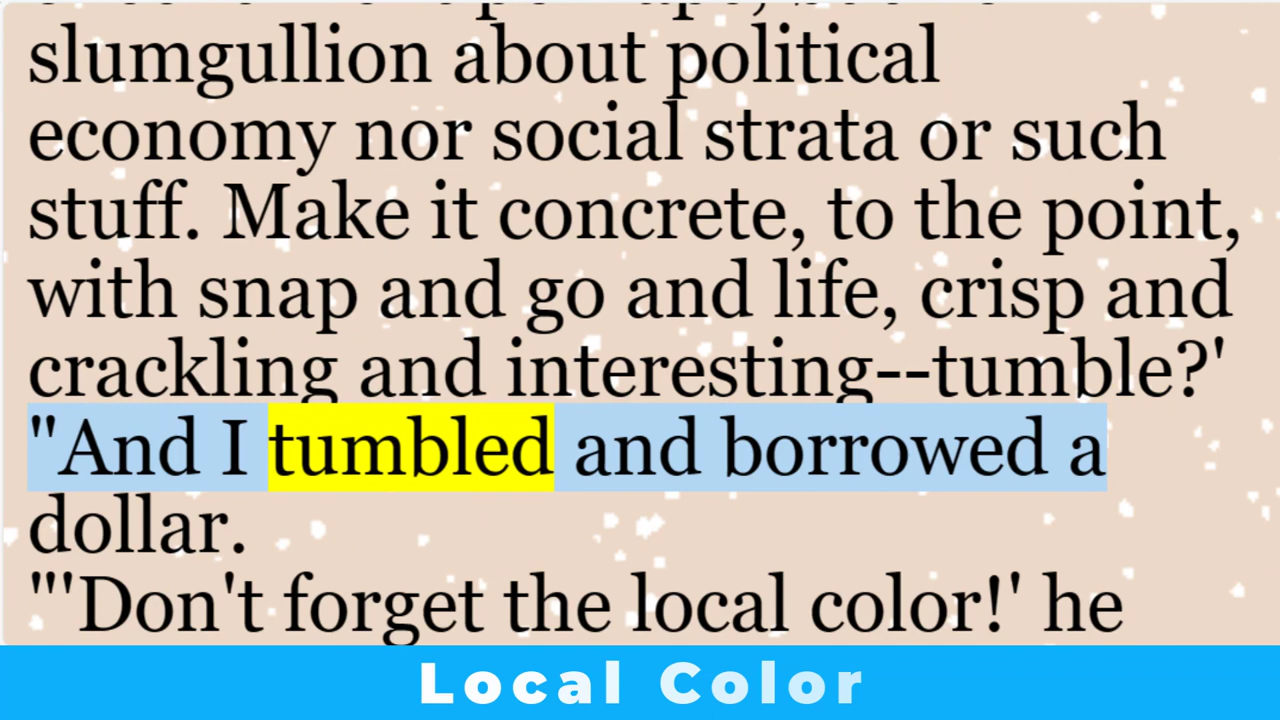 slumgullion about political
economy nor social strata or such
stuff. Make it concrete, to the point,
with snap and go and life, crisp and
crackling and interesting--tumble?'
"And I tumbled and borrowed a
dollar.
"'Don't forget the local color!' he
Local Color